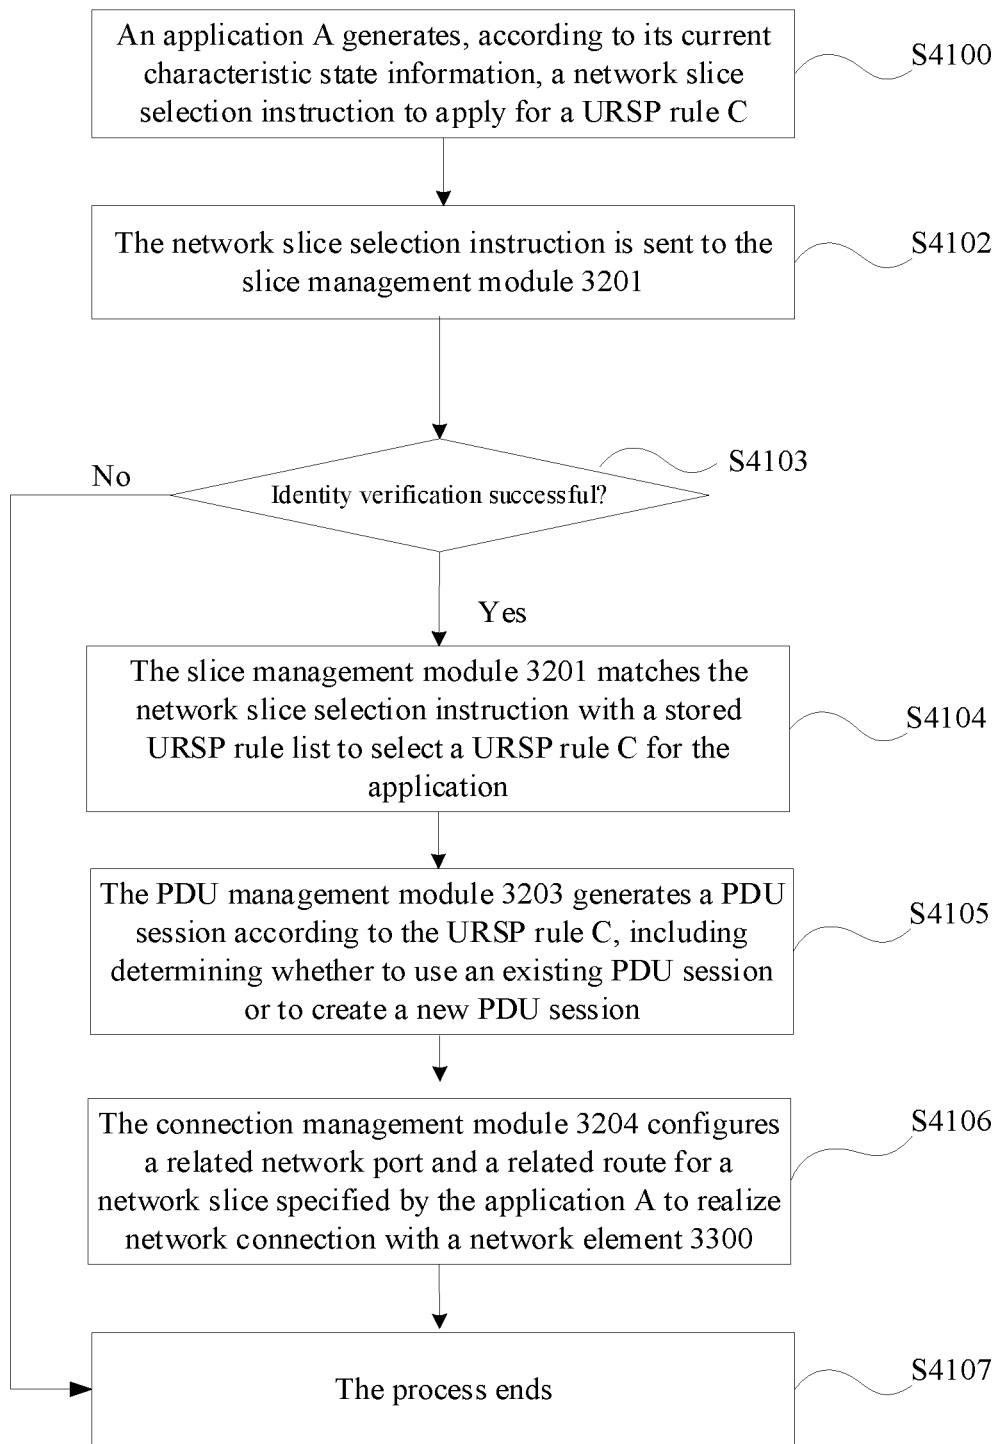 An application A generates, according to its current
characteristic state information, a network slice
selection instruction to apply for a URSP rule C
S4100
The network slice selection instruction is sent to the
slice management module 3201
S4102
Identity verification successful?
S4103
No
Yes
The slice management module 3201 matches the
network slice selection instruction with a stored
URSP rule list to select a URSP rule C for the
application
S4104
The PDU management module 3203 generates a PDU
session according to the URSP rule C, including
determining whether to use an existing PDU session
or to create a new PDU session
S4105
The connection management module 3204 configures
a related network port and a related route for a
network slice specified by the application A to realize
network connection with a network element 3300
S4106
The process ends
S4107